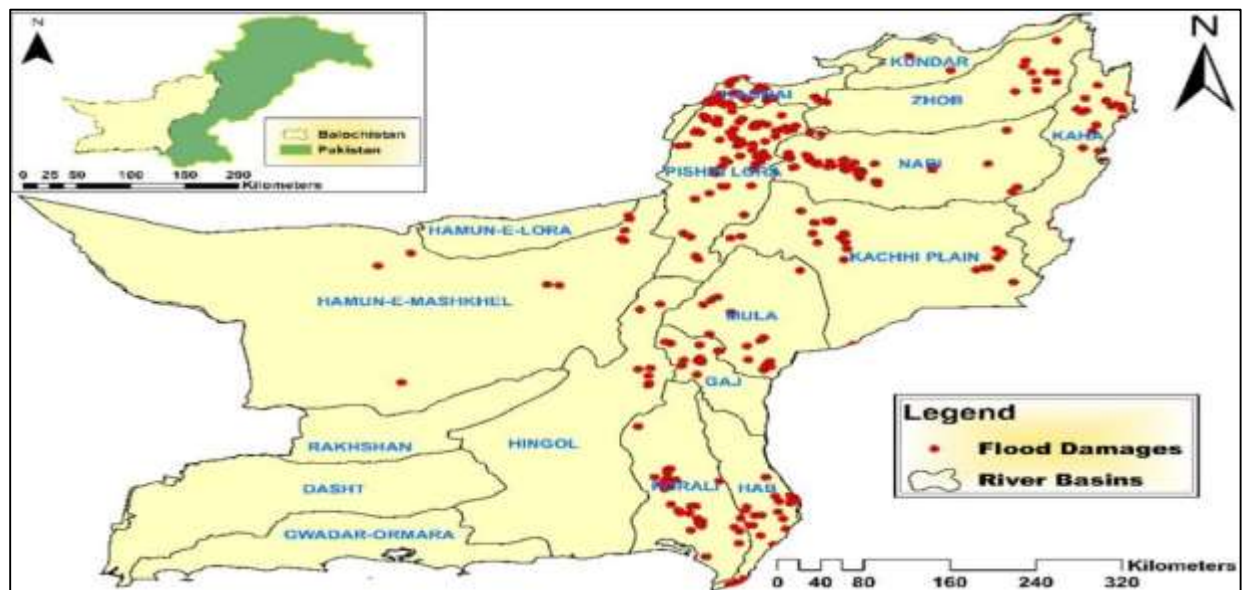 N
N
Balochistan
Pakistan
0 25 50 100 150 200
Kilometers
KUNDAR
ZHOB
KAHA
NARI
PISHIN LORA
HAMUN-E-LORA
KACHHI PLAIN
HAMUN-E-MASHKHEL
MULA
GAJ
Legend
Flood Damages
River Basins
RAKHSHAN
HINGOL
DASHT
PORALI
HAB
GWADAR-ORMARA
Kilometers
0 40 80 160 240 320